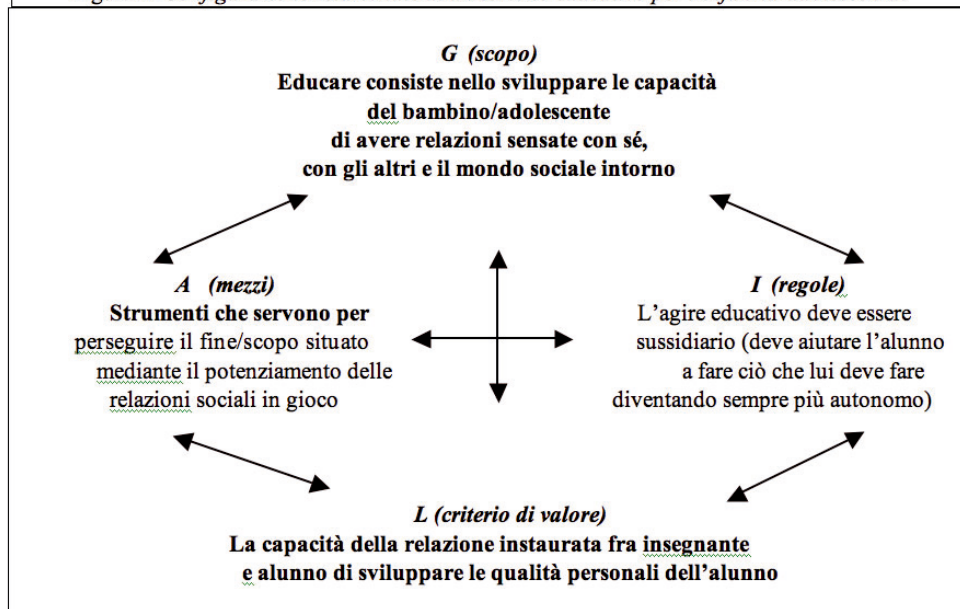 G (scopo)
Educare consiste nello sviluppare le capacità
del bambino/adolescente
di avere relazioni sensate con sé,
con gli altri e il mondo sociale intorno
A (mezzi)
Strumenti che servono per
perseguire il fine/scopo situato
mediante il potenziamento delle
relazioni sociali in gioco
I (regole)
L’agire educativo deve essere
sussidiario (deve aiutare l’alunno
a fare ciò che lui deve fare
diventando sempre più autonomo)
L (criterio di valore)
La capacità della relazione instaurata fra insegnante
e alunno di sviluppare le qualità personali dell’alunno